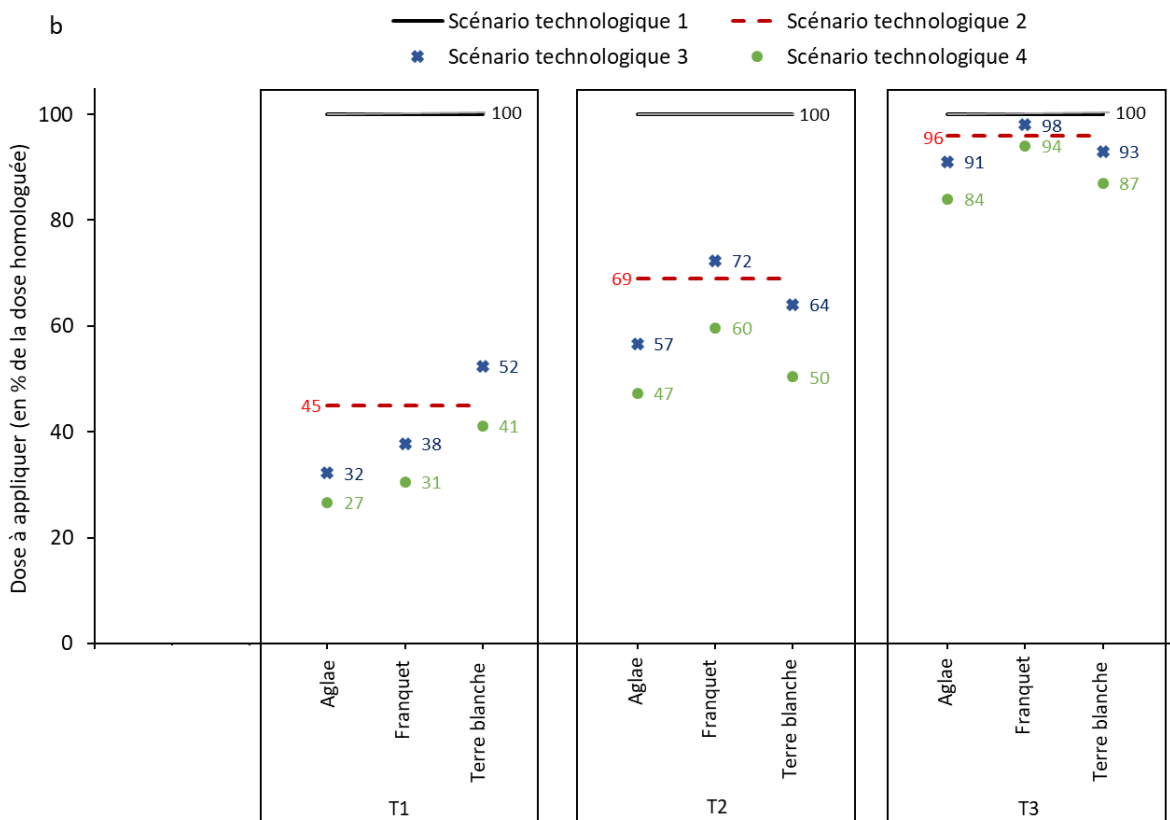 b
Scénario technologique 1
Scénario technologique 2
Scénario technologique 3
Scénario technologique 4
Dose à appliquer (en % de la dose homologuée)
100
80
60
40
20
0
100
45
52
38
32
41
31
27
Aglae
Franquet
Terre blanche
T1
100
69
72
64
57
60
50
47
Aglae
Franquet
Terre blanche
T2
100
96
98
94
91
93
84
87
Aglae
Franquet
Terre blanche
T3